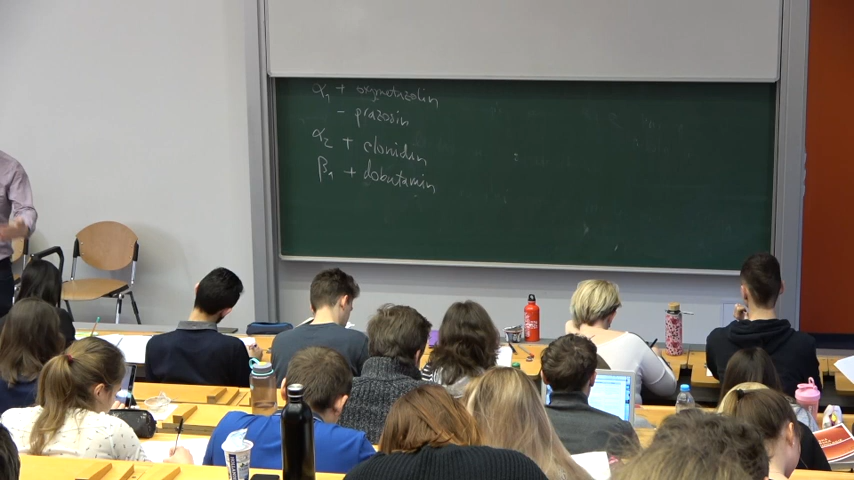 α₁ + oxymetazolin
- prazosin
α₂ + clonidin
β₁ + dobutamin